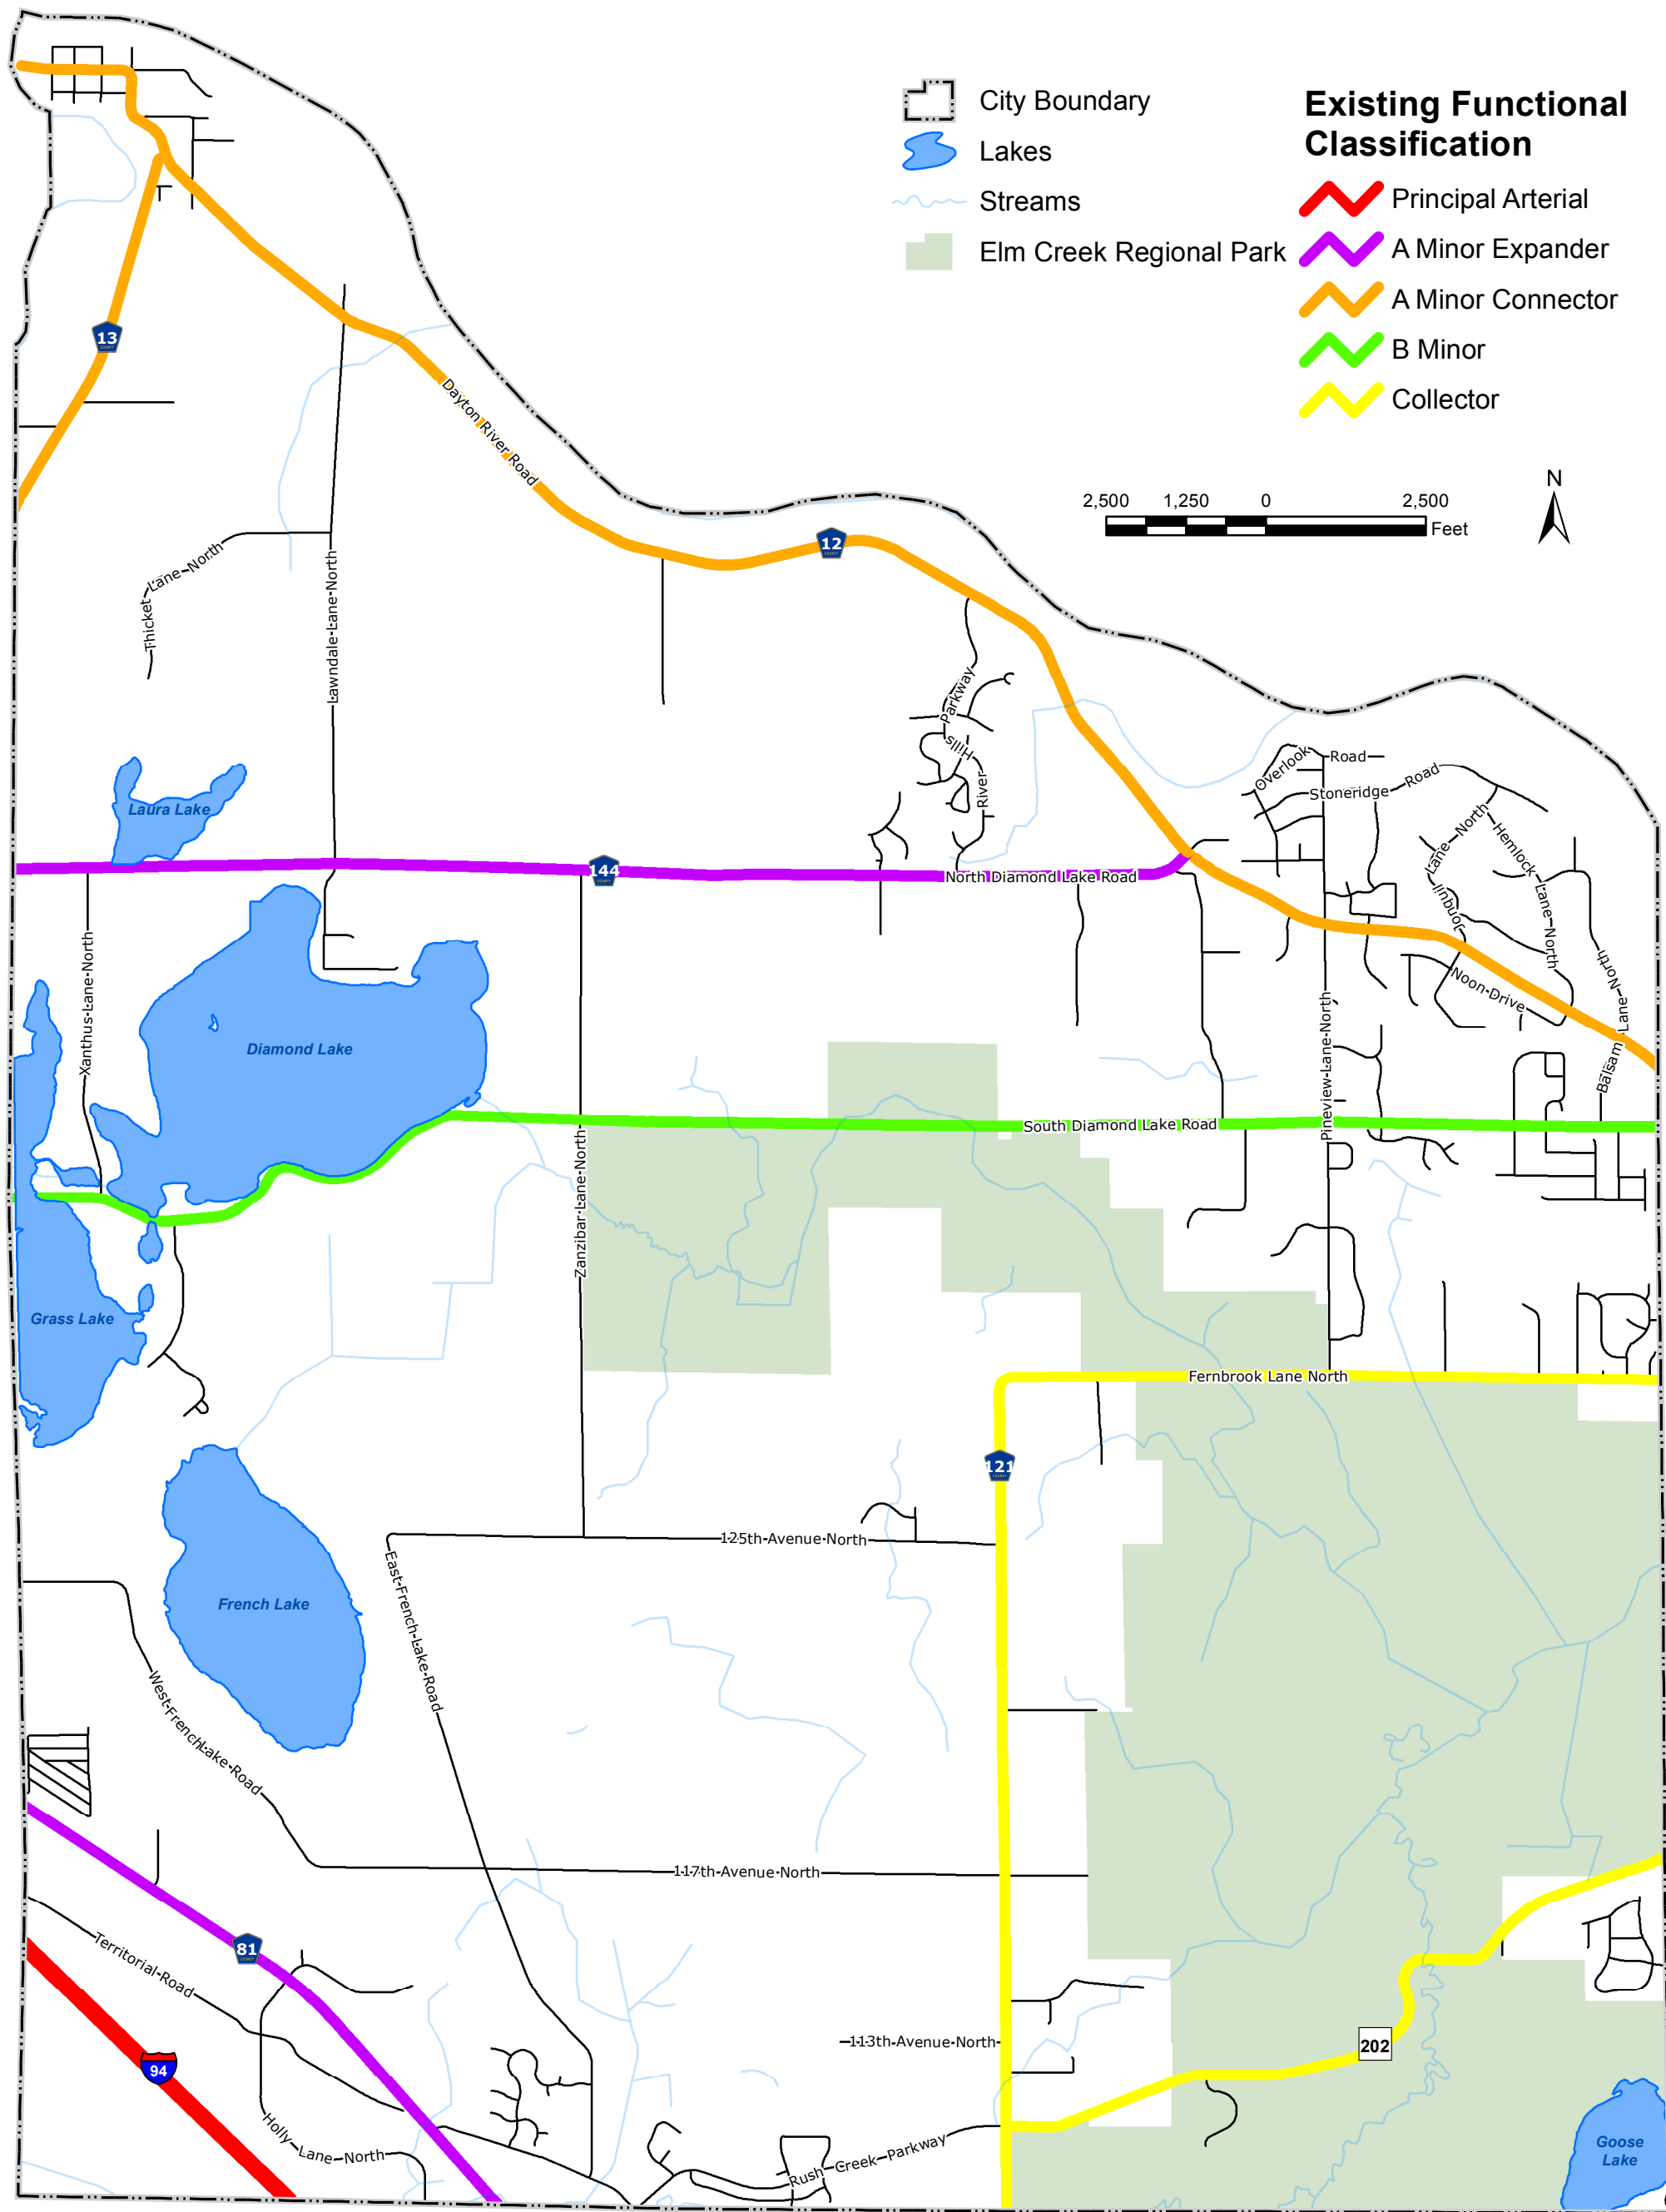 City Boundary
Lakes
Streams
Elm Creek Regional Park
Existing Functional
Classification
Principal Arterial
A Minor Expander
A Minor Connector
B Minor
Collector
2,500 1,250 0 2,500
Feet
N
13
COUNTY
Dayton River Road
12
COUNTY
Thicket Lane North
Lawndale Lane North
Parkway
Hills
River
Overlook Road
Stoneridge Road
Jonquil Lane North
Hemlock Lane North
Laura Lake
144
COUNTY
North Diamond Lake Road
Xanthus Lane North
Diamond Lake
Noon Drive
Balsam Lane North
Pineview Lane North
South Diamond Lake Road
Zanzibar Lane North
Grass Lake
Fernbrook Lane North
121
COUNTY
125th Avenue North
East French Lake Road
French Lake
West French Lake Road
117th Avenue North
81
COUNTY
Territorial Road
113th Avenue North
202
94
Holly Lane North
Rush Creek Parkway
Goose
Lake